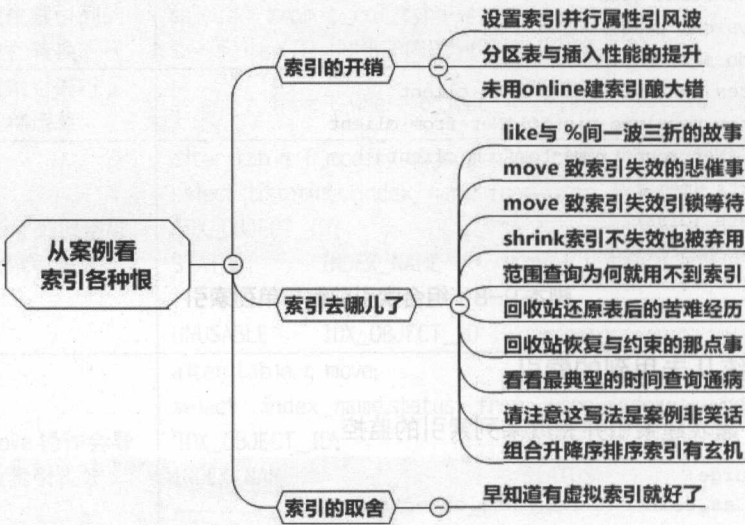 从案例看
索引各种恨
索引的开销
设置索引并行属性引风波
分区表与插入性能的提升
未用online建索引酿大错
索引去哪儿了
like与 %间一波三折的故事
move 致索引失效的悲催事
move 致索引失效引锁等待
shrink索引不失效也被弃用
范围查询为何就用不到索引
回收站还原表后的苦难经历
回收站恢复与约束的那点事
看看最典型的时间查询通病
请注意这写法是案例非笑话
组合升降序排序索引有玄机
索引的取舍
早知道有虚拟索引就好了